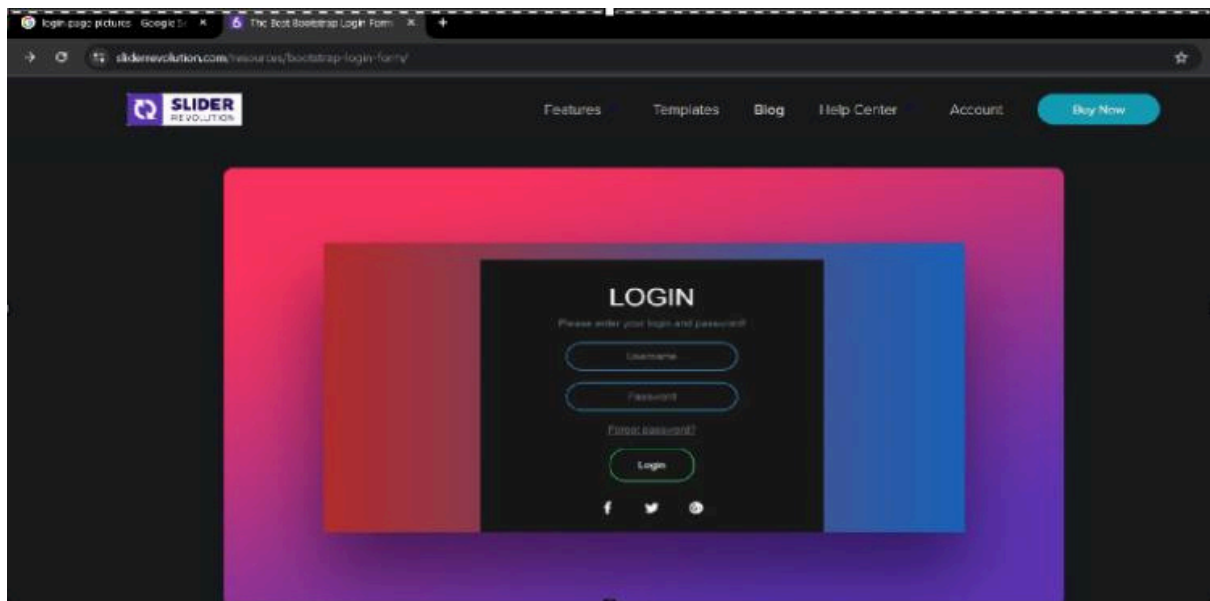 login page pictures - Google Se
The Best Bootstrap Login Form
sliderrevolution.com/resources/bootstrap-login-form/
SLIDER
REVOLUTION
Features
Templates
Blog
Help Center
Account
Buy Now
LOGIN
Please enter your login and password!
Username
Password
Forgot password?
Login